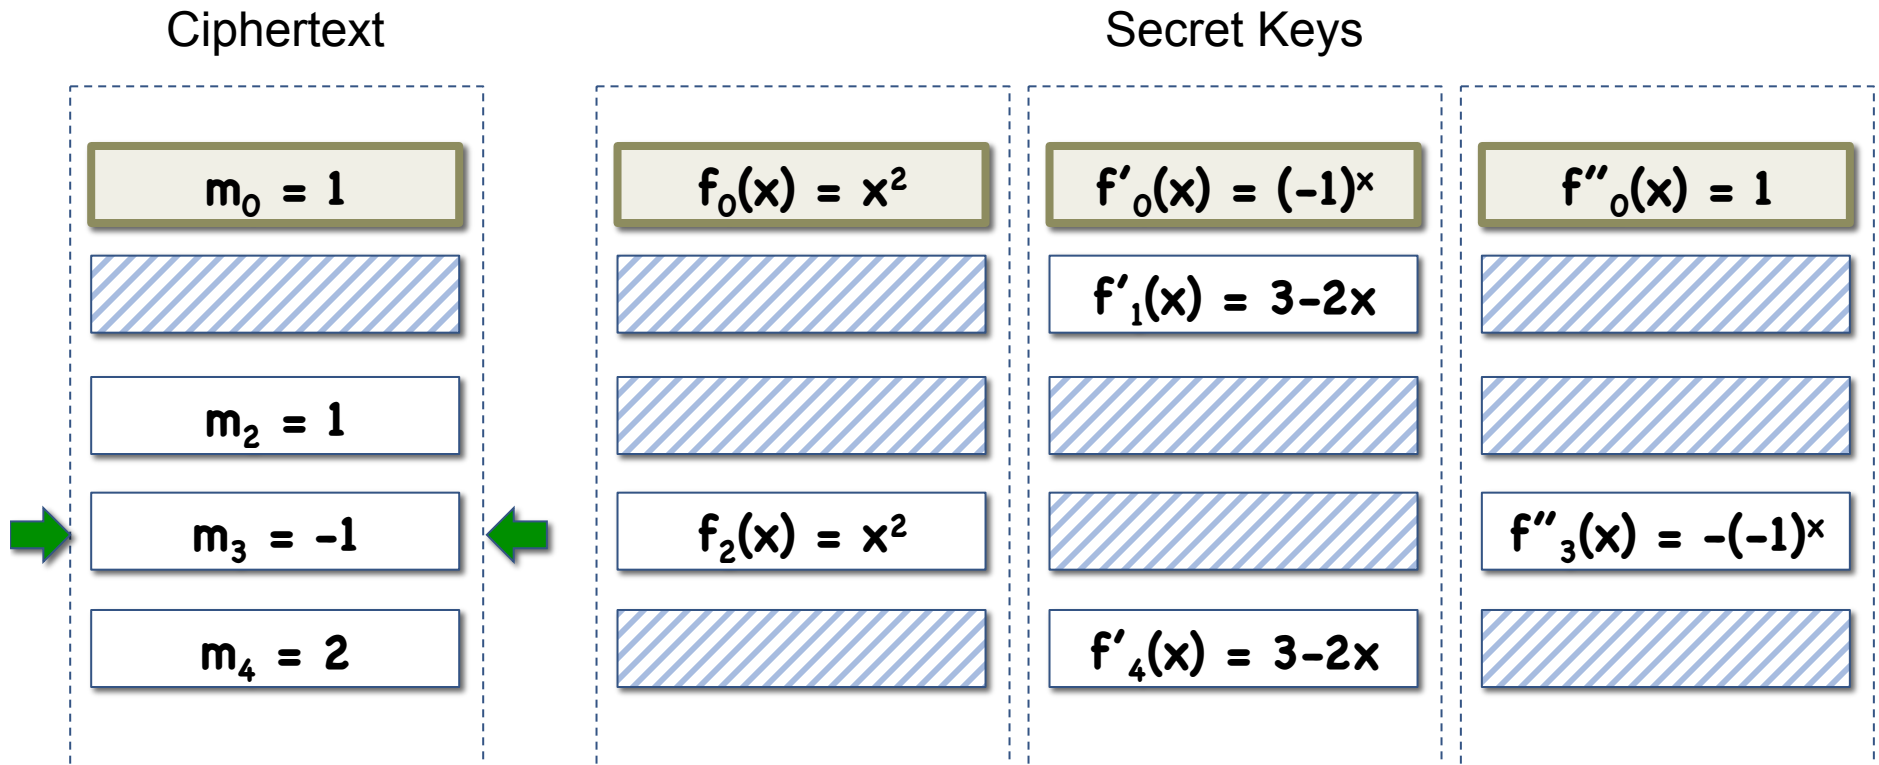 Ciphertext Secret Keys
m₀ = 1 f₀(x) = x² f′₀(x) = (-1)ˣ f″₀(x) = 1
f′₁(x) = 3-2x
m₂ = 1
m₃ = -1 f₂(x) = x² f″₃(x) = -(-1)ˣ
m₄ = 2 f′₄(x) = 3-2x